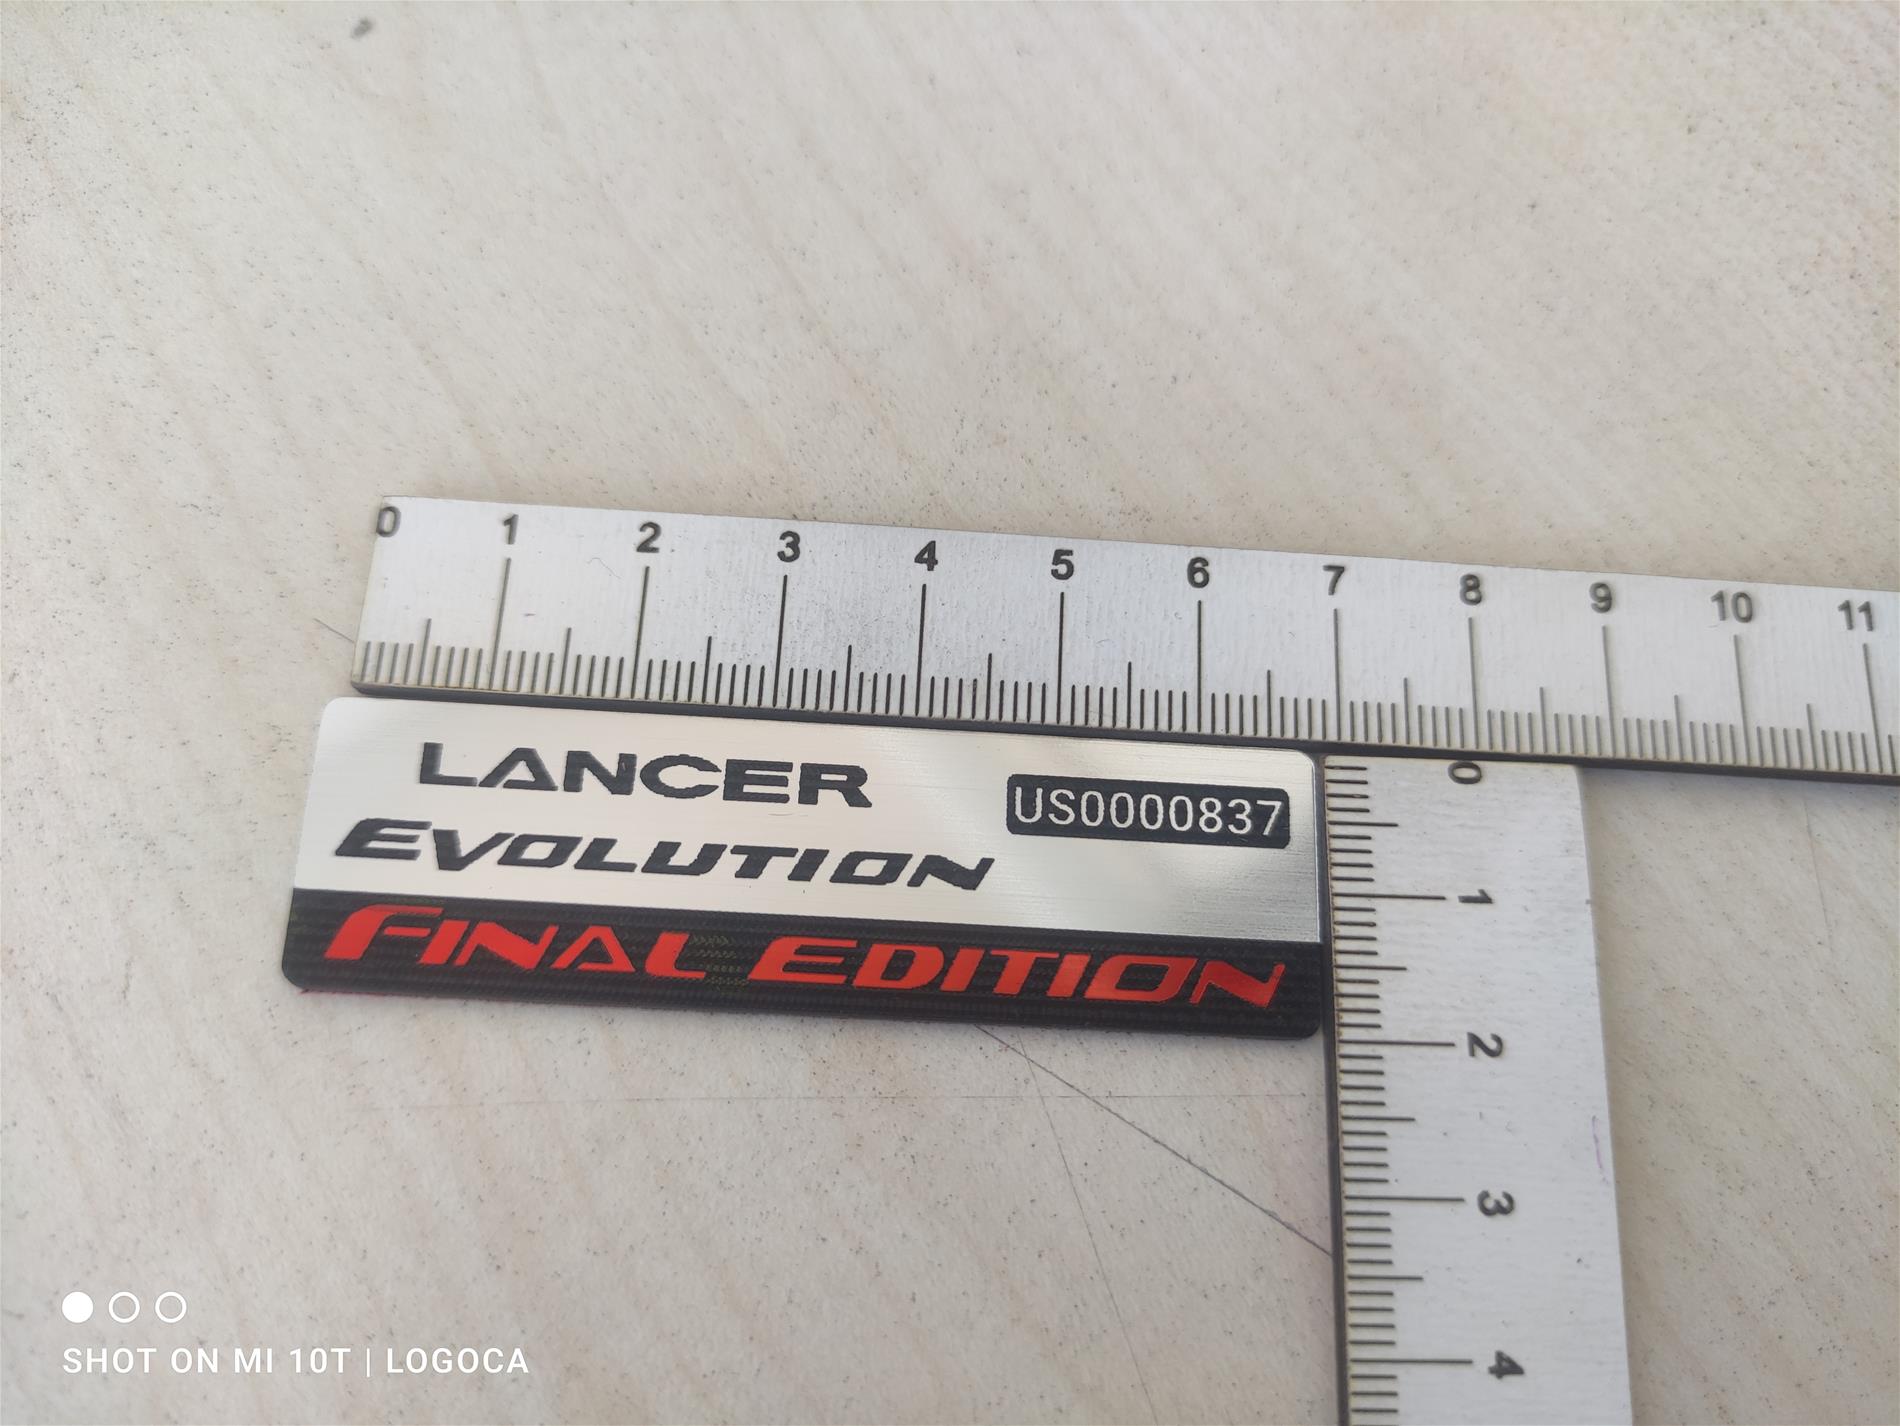 0 1 2 3 4 5 6 7 8 9 10 11
LANCER
EVOLUTION
US0000837
FINAL EDITION
0
1
2
3
4
SHOT ON MI 10T | LOGOCA